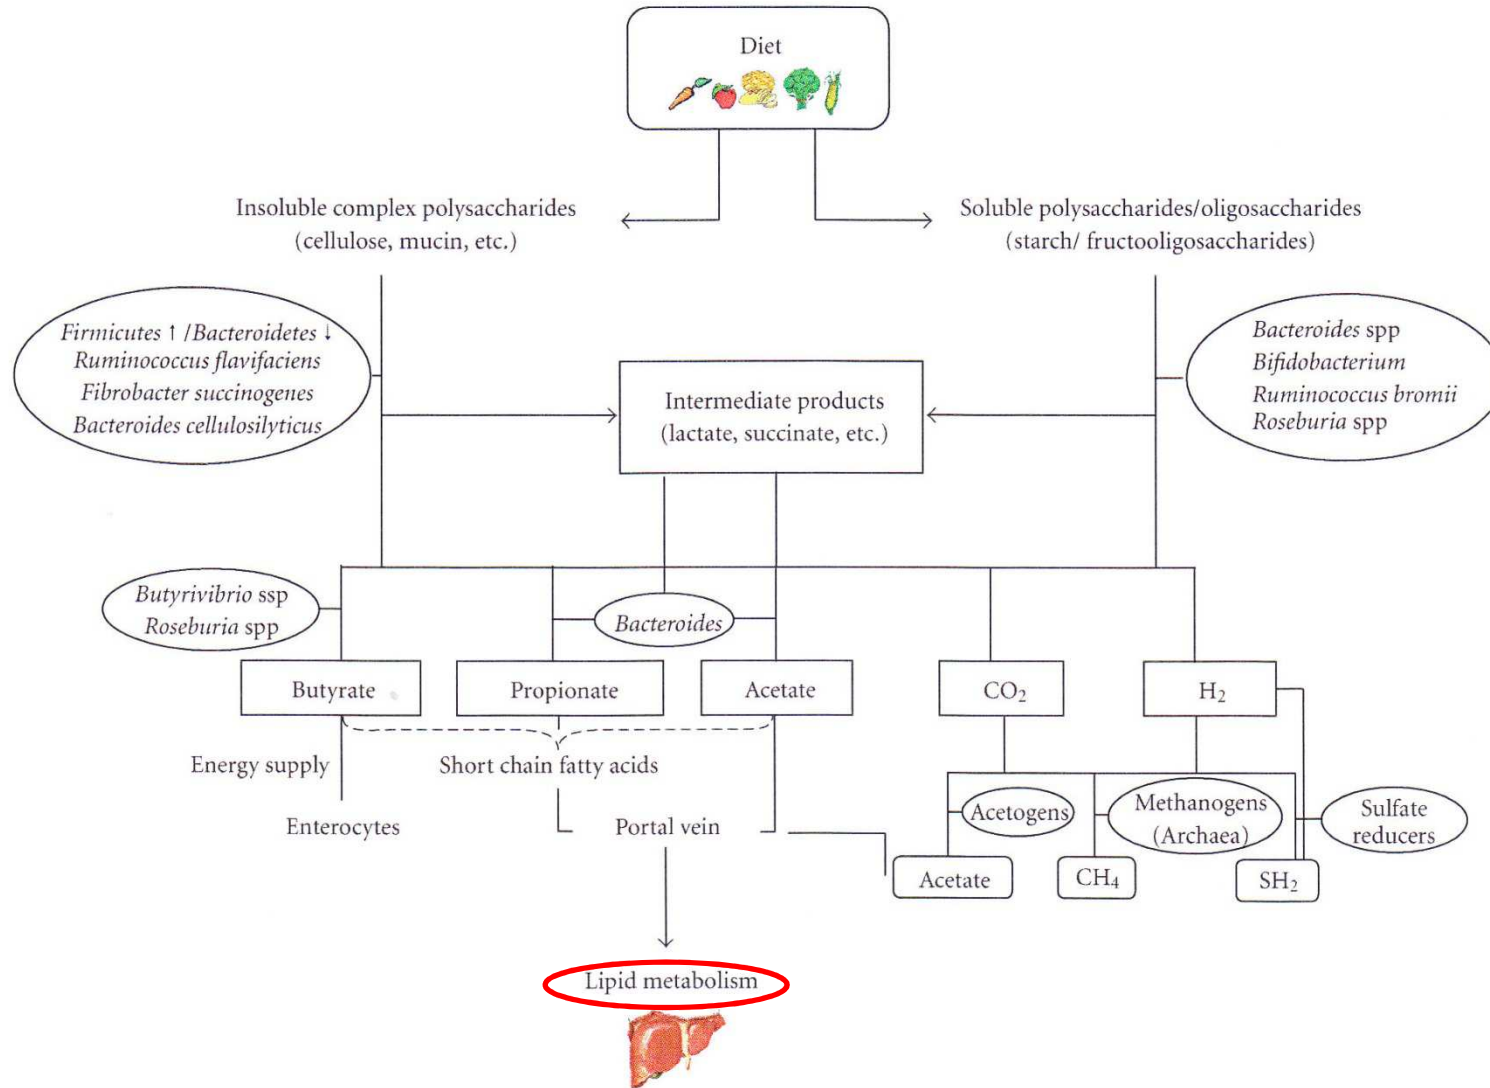 Diet
Insoluble complex polysaccharides
(cellulose, mucin, etc.)
Soluble polysaccharides/oligosaccharides
(starch/ fructooligosaccharides)
Firmicutes ↑ /Bacteroidetes ↓
Ruminococcus flavifaciens
Fibrobacter succinogenes
Bacteroides cellulosilyticus
Intermediate products
(lactate, succinate, etc.)
Bacteroides spp
Bifidobacterium
Ruminococcus bromii
Roseburia spp
Butyrivibrio ssp
Roseburia spp
Bacteroides
Butyrate
Propionate
Acetate
CO₂
H₂
Energy supply
Short chain fatty acids
Enterocytes
Portal vein
Acetogens
Methanogens
(Archaea)
Sulfate
reducers
Acetate
CH₄
SH₂
Lipid metabolism